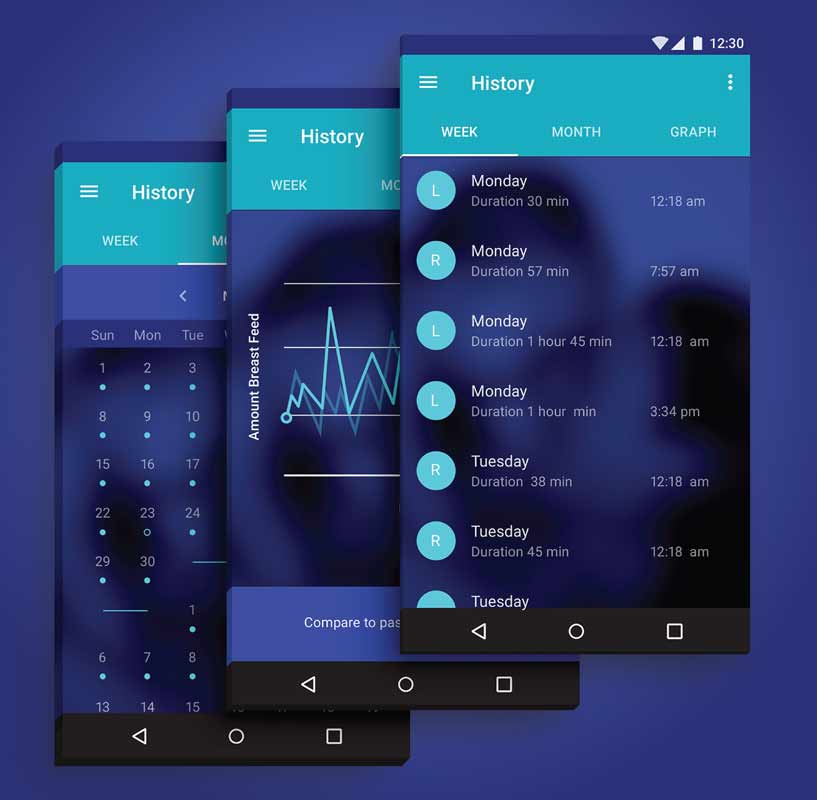 12:30
History
WEEK MONTH GRAPH
L Monday
Duration 30 min 12:18 am
R Monday
Duration 57 min 7:57 am
L Monday
Duration 1 hour 45 min 12:18 am
L Monday
Duration 1 hour min 3:34 pm
R Tuesday
Duration 38 min 12:18 am
R Tuesday
Duration 45 min 12:18 am
Tuesday
History
WEEK
Amount Breast Feed
Compare to pas
History
WEEK
Sun Mon Tue
1 2 3
8 9 10
15 16 17
22 23 24
29 30
1
6 7 8
13 14 15